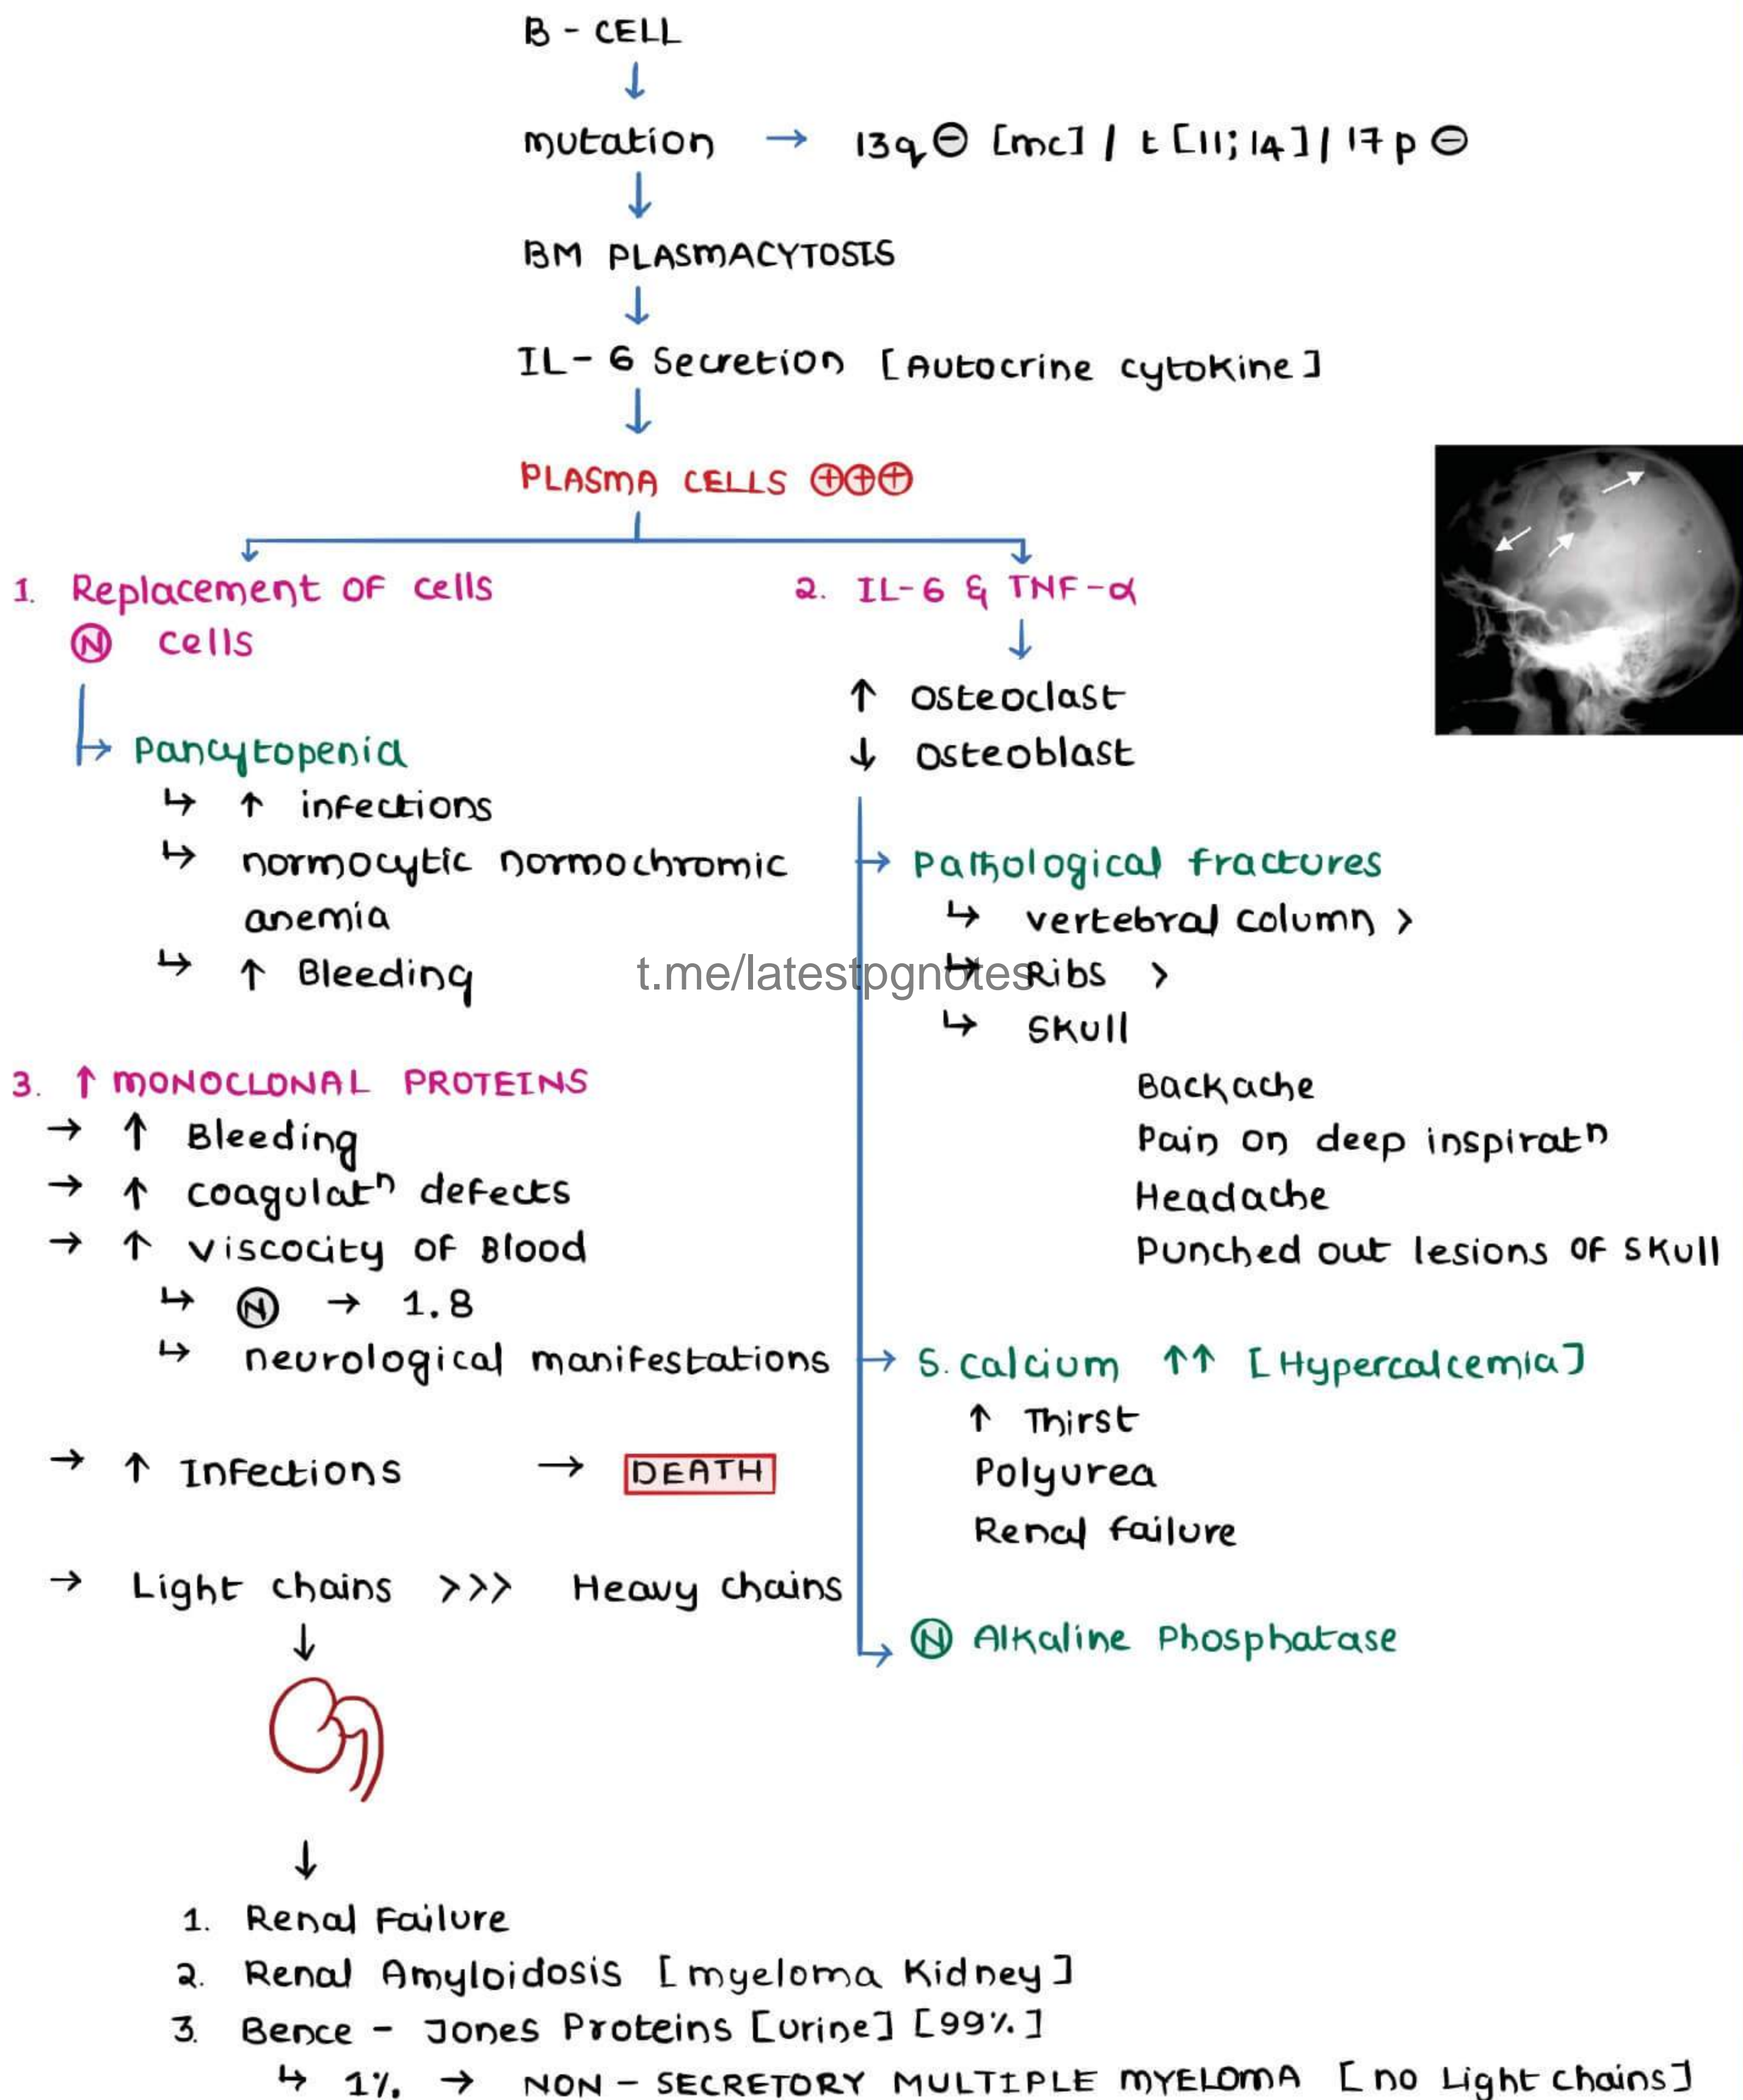 B - CELL
↓
mutation → 13q ⊖ [mc] / t [11; 14] / 17 p ⊖
↓
BM PLASMACYTOSIS
↓
IL - 6 Secretion [Autocrine cytokine]
↓
PLASMA CELLS ⊕⊕⊕
1. Replacement of cells
Ⓝ cells
↳ Pancytopenia
↳ ↑ infections
↳ normocytic normochromic
anemia
↳ ↑ Bleeding
2. IL-6 & TNF-α
↓
↑ Osteoclast
↓ Osteoblast
→ Pathological fractures
↳ vertebral column >
↳ Ribs >
↳ Skull
Backache
Pain on deep inspiratⁿ
Headache
Punched out lesions of skull
→ S. calcium ↑↑ [Hypercalcemia]
↑ Thirst
Polyurea
Renal failure
→ Ⓝ Alkaline Phosphatase
t.me/latestpgnotes
3. ↑ MONOCLONAL PROTEINS
→ ↑ Bleeding
→ ↑ coagulatⁿ defects
→ ↑ viscocity of Blood
↳ Ⓝ → 1.8
↳ neurological manifestations
→ ↑ Infections → DEATH
→ Light chains >>> Heavy chains
↓
↓
1. Renal Failure
2. Renal Amyloidosis [myeloma Kidney]
3. Bence - Jones Proteins [urine] [99%]
↳ 1% → NON - SECRETORY MULTIPLE MYELOMA [no Light chains]